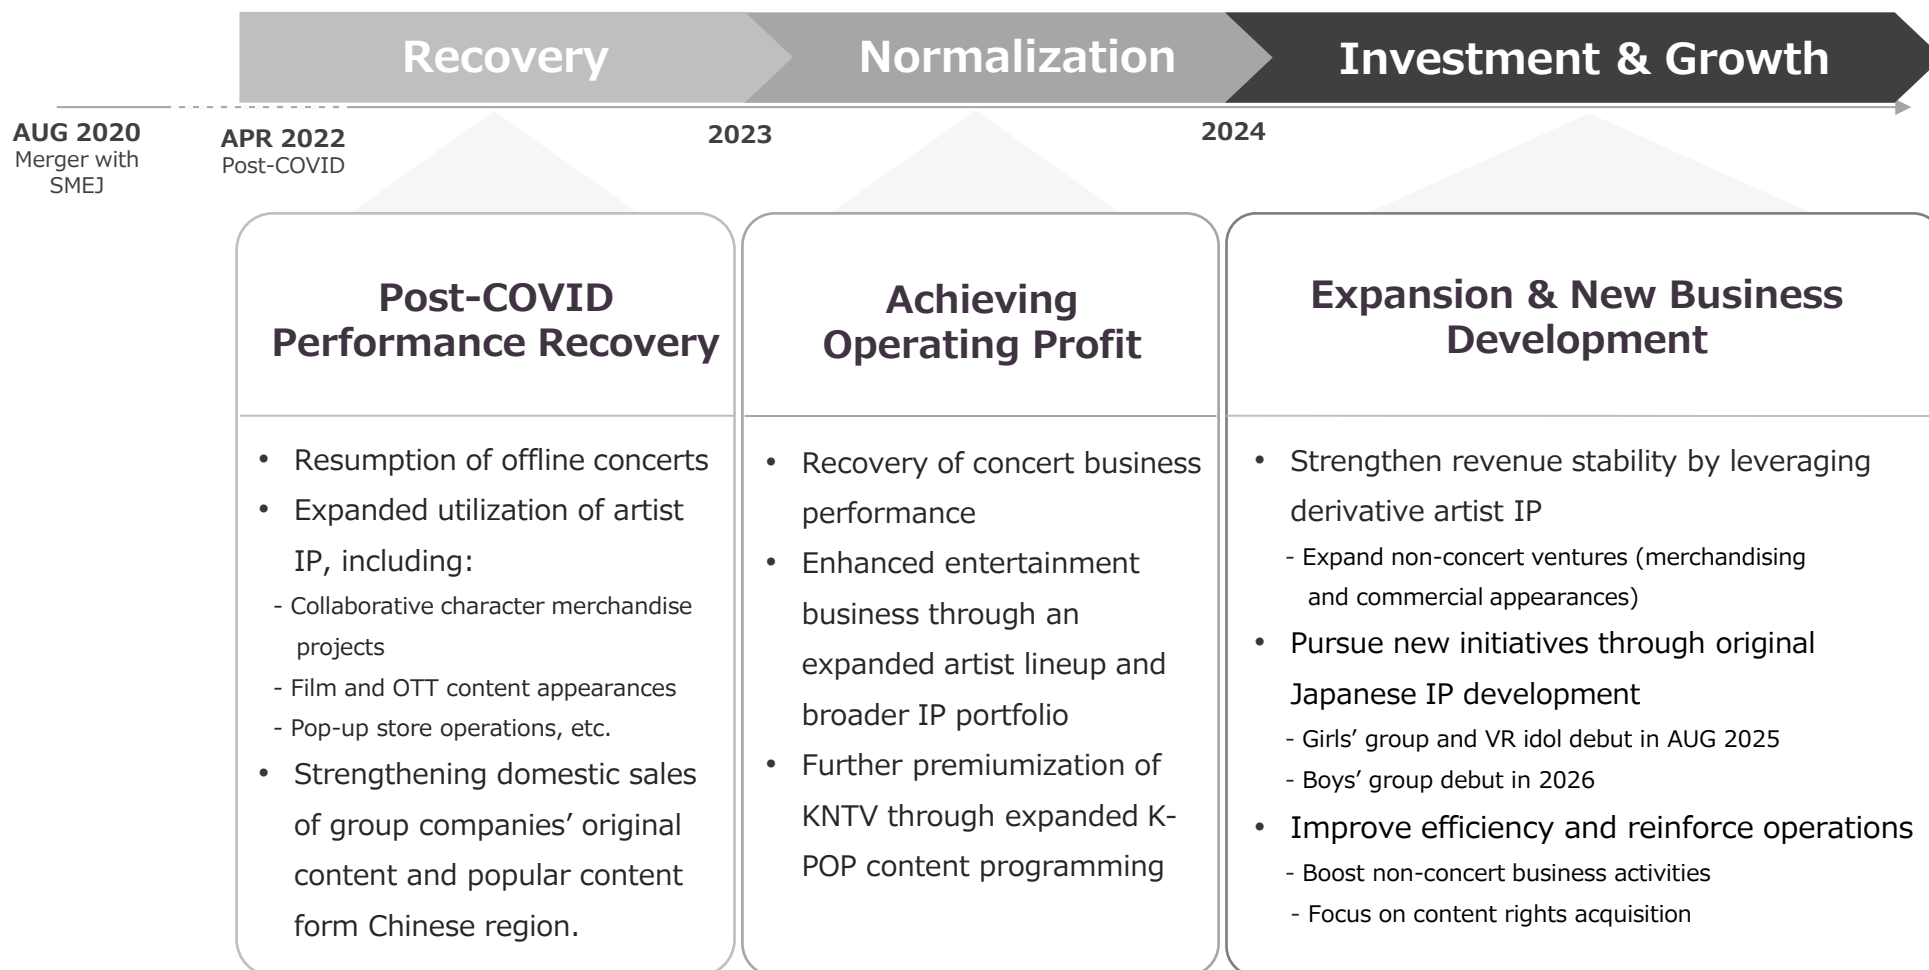 Recovery
Normalization
Investment & Growth
AUG 2020
Merger with
SMEJ
APR 2022
Post-COVID
2023
2024
Post-COVID
Performance Recovery
• Resumption of offline concerts
• Expanded utilization of artist
IP, including:
- Collaborative character merchandise
projects
- Film and OTT content appearances
- Pop-up store operations, etc.
• Strengthening domestic sales
of group companies’ original
content and popular content
form Chinese region.
Achieving
Operating Profit
• Recovery of concert business
performance
• Enhanced entertainment
business through an
expanded artist lineup and
broader IP portfolio
• Further premiumization of
KNTV through expanded K-
POP content programming
Expansion & New Business
Development
• Strengthen revenue stability by leveraging
derivative artist IP
- Expand non-concert ventures (merchandising
and commercial appearances)
• Pursue new initiatives through original
Japanese IP development
- Girls’ group and VR idol debut in AUG 2025
- Boys’ group debut in 2026
• Improve efficiency and reinforce operations
- Boost non-concert business activities
- Focus on content rights acquisition